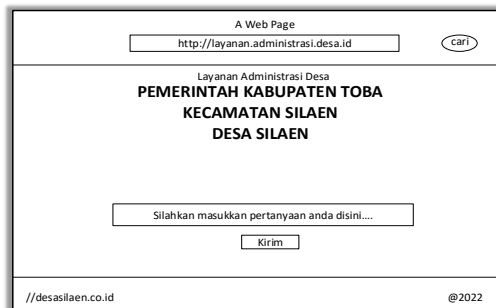 A Web Page
http://layanan.administrasi.desa.id
cari
Layanan Administrasi Desa
PEMERINTAH KABUPATEN TOBA
KECAMATAN SILAEN
DESA SILAEN
Silahkan masukkan pertanyaan anda disini....
Kirim
//desasilaen.co.id
@2022